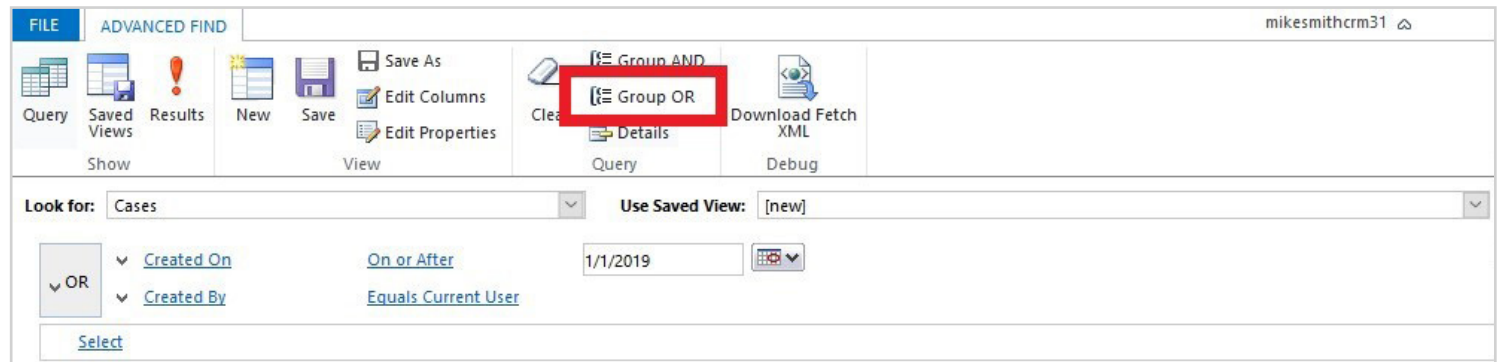 FILE ADVANCED FIND mikesmithcrm31
Save As
Edit Columns
Edit Properties
Group AND
Group OR
Details
Query Saved Views Results New Save Download Fetch XML
Show View Query Debug
Look for: Cases Use Saved View: [new]
OR
Created On On or After 1/1/2019
Created By Equals Current User
Select